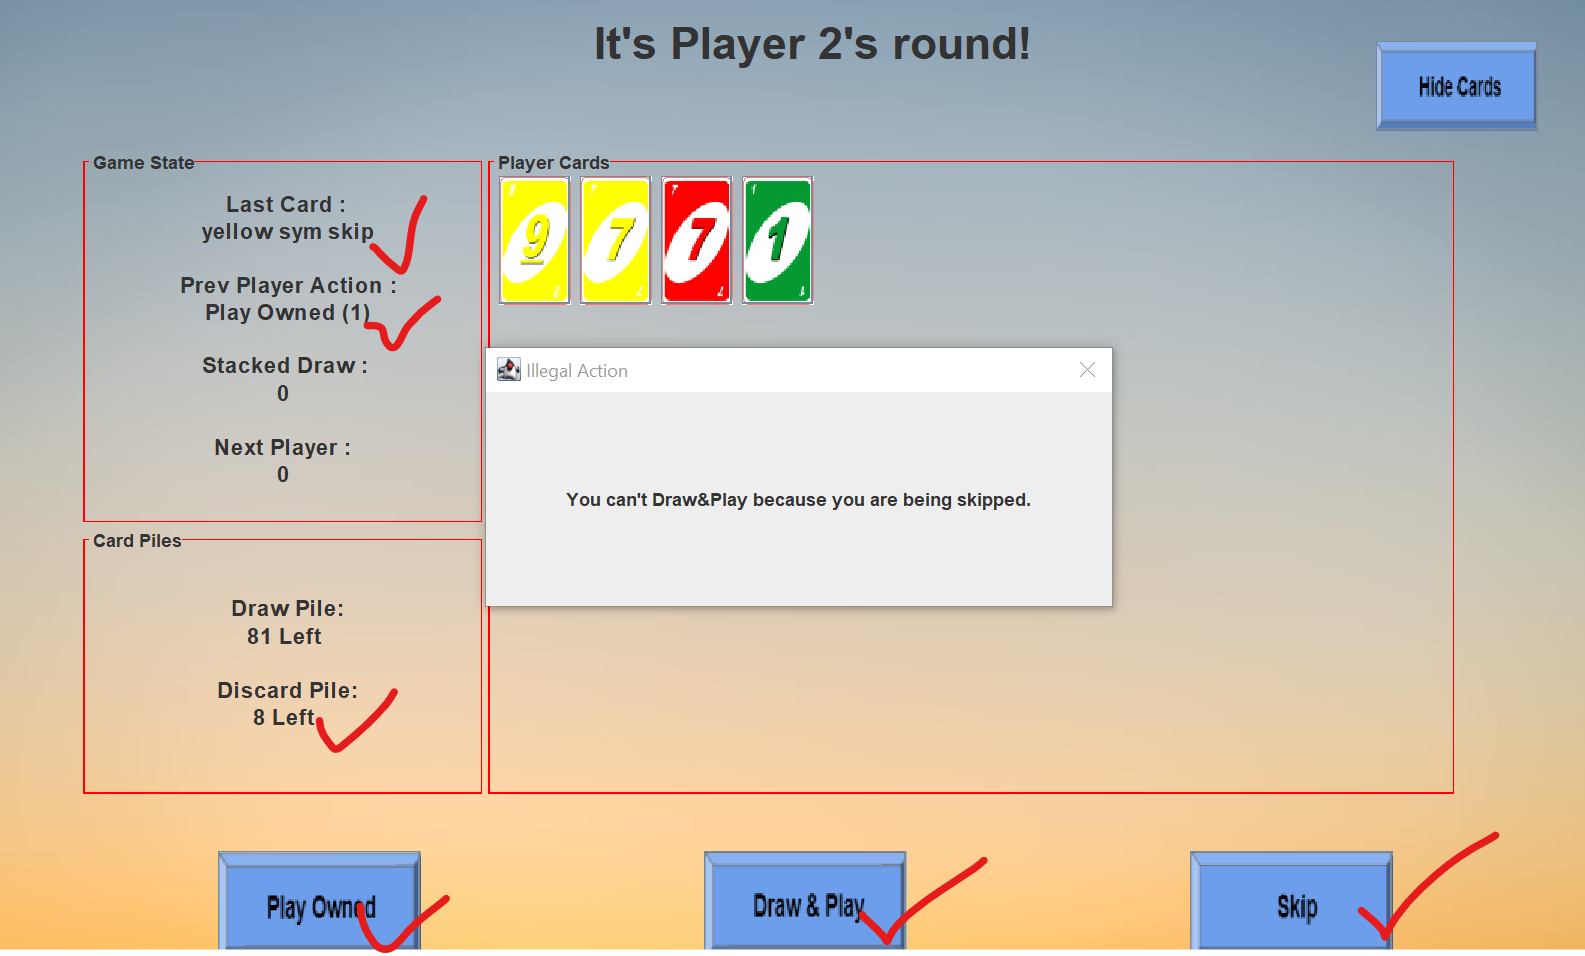 It's Player 2's round!
Hide Cards
Game State
Last Card :
yellow sym skip
Prev Player Action :
Play Owned (1)
Stacked Draw :
0
Next Player :
0
Card Piles
Draw Pile:
81 Left
Discard Pile:
8 Left
Player Cards
9
7
7
1
Illegal Action
You can't Draw&Play because you are being skipped.
Play Owned
Draw & Play
Skip